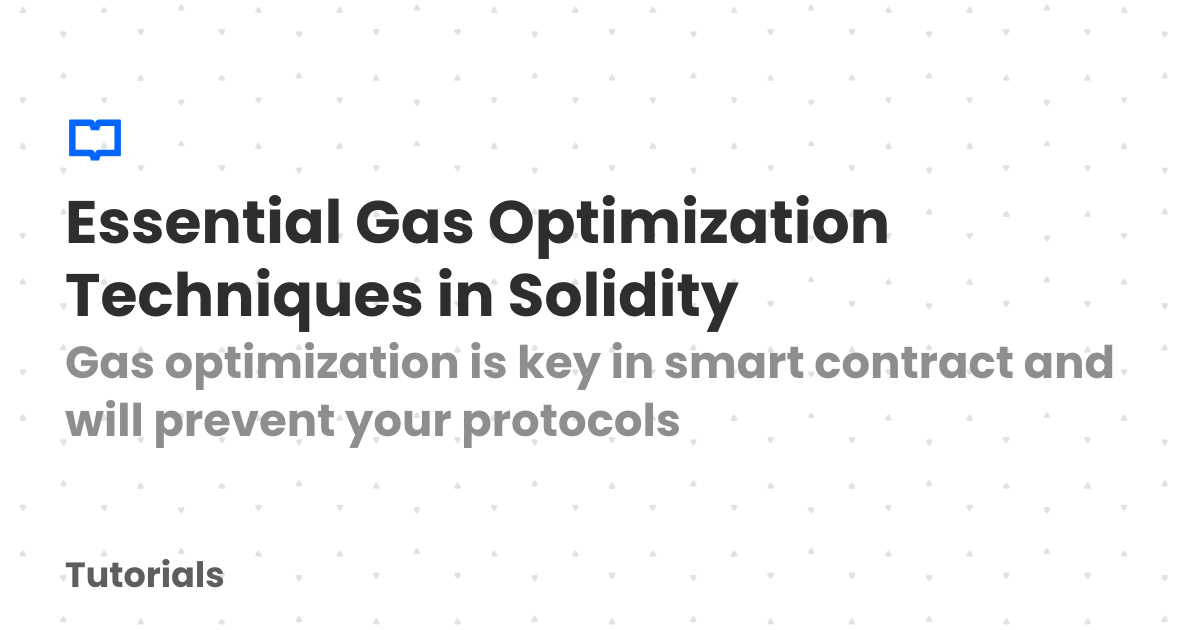 Essential Gas Optimization
Techniques in Solidity
Gas optimization is key in smart contract and
will prevent your protocols
Tutorials